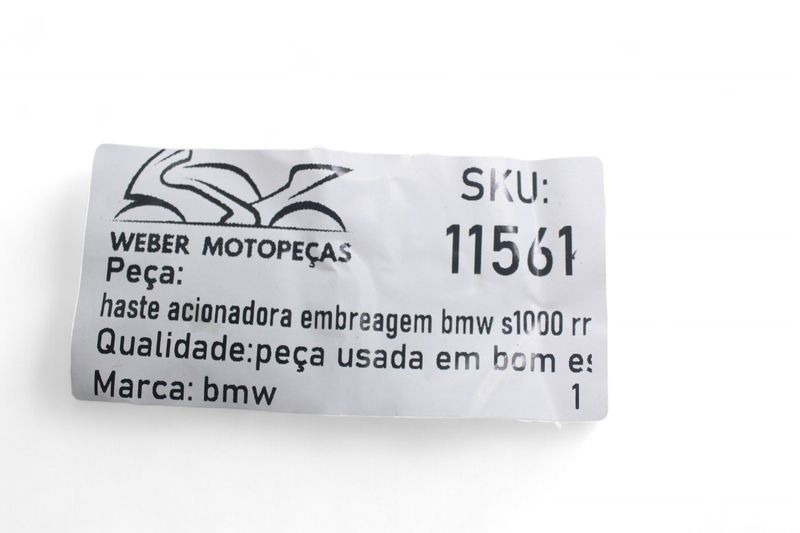 WEBER MOTOPEÇAS
SKU:
11561
Peça:
haste acionadora embreagem bmw s1000 rr
Qualidade:peça usada em bom es
Marca: bmw
1